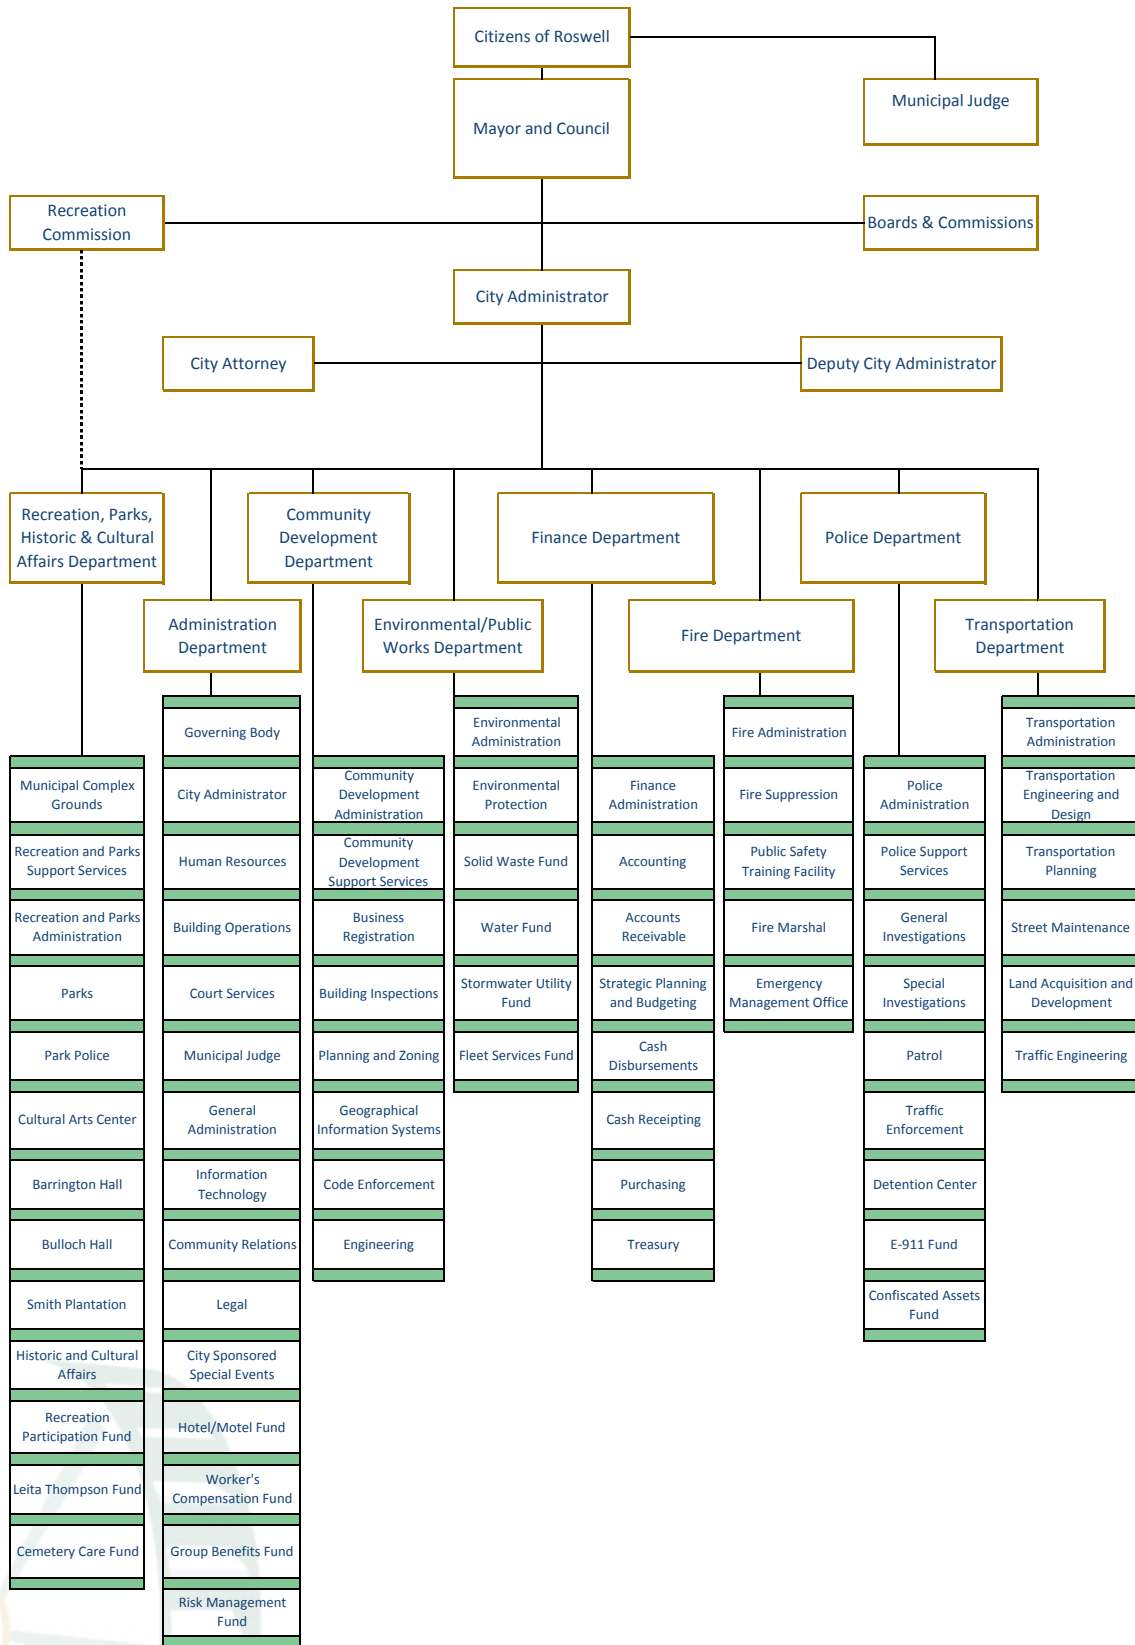 Citizens of Roswell
Municipal Judge
Mayor and Council
Recreation
Commission
Boards & Commissions
City Administrator
City Attorney
Deputy City Administrator
Recreation, Parks,
Historic & Cultural
Affairs Department
Community
Development
Department
Finance Department
Police Department
Administration
Department
Environmental/Public
Works Department
Fire Department
Transportation
Department
Municipal Complex
Grounds
Recreation and Parks
Support Services
Recreation and Parks
Administration
Parks
Park Police
Cultural Arts Center
Barrington Hall
Bulloch Hall
Smith Plantation
Historic and Cultural
Affairs
Recreation
Participation Fund
Leita Thompson Fund
Cemetery Care Fund
Governing Body
City Administrator
Human Resources
Building Operations
Court Services
Municipal Judge
General
Administration
Information
Technology
Community Relations
Legal
City Sponsored
Special Events
Hotel/Motel Fund
Worker's
Compensation Fund
Group Benefits Fund
Risk Management
Fund
Community
Development
Administration
Community
Development
Support Services
Business
Registration
Building Inspections
Planning and Zoning
Geographical
Information Systems
Code Enforcement
Engineering
Environmental
Administration
Environmental
Protection
Solid Waste Fund
Water Fund
Stormwater Utility
Fund
Fleet Services Fund
Finance
Administration
Accounting
Accounts
Receivable
Strategic Planning
and Budgeting
Cash
Disbursements
Cash Receipting
Purchasing
Treasury
Fire Administration
Fire Suppression
Public Safety
Training Facility
Fire Marshal
Emergency
Management Office
Police
Administration
Police Support
Services
General
Investigations
Special
Investigations
Patrol
Traffic
Enforcement
Detention Center
E-911 Fund
Confiscated Assets
Fund
Transportation
Administration
Transportation
Engineering and
Design
Transportation
Planning
Street Maintenance
Land Acquisition and
Development
Traffic Engineering